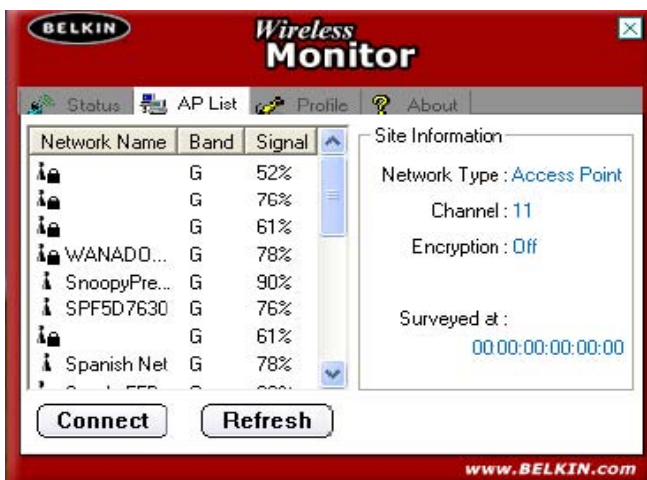 BELKIN
Wireless
Monitor
Status AP List Profile About
Network Name Band Signal
G 52%
G 76%
G 61%
WANADO... G 78%
SnoopyPre... G 90%
SPF5D7630 G 76%
G 61%
Spanish Net G 78%
Site Information
Network Type : Access Point
Channel : 11
Encryption : Off
Surveyed at :
00:00:00:00:00:00
Connect Refresh
www.BELKIN.com